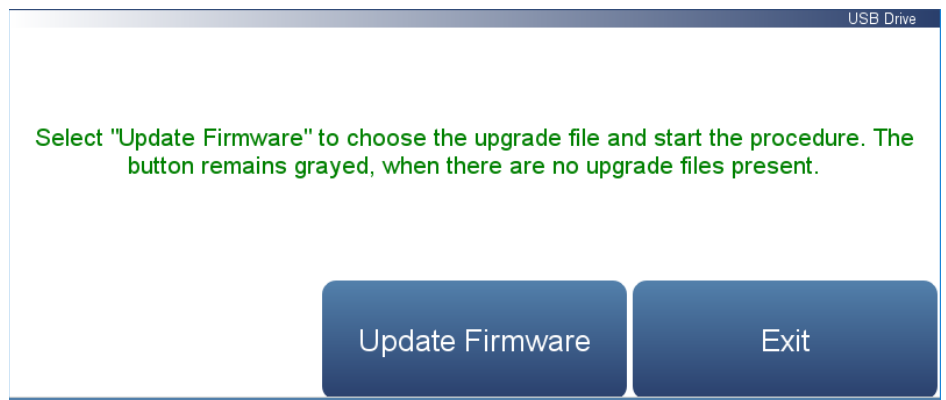 USB Drive
Select "Update Firmware" to choose the upgrade file and start the procedure. The
button remains grayed, when there are no upgrade files present.
Update Firmware
Exit